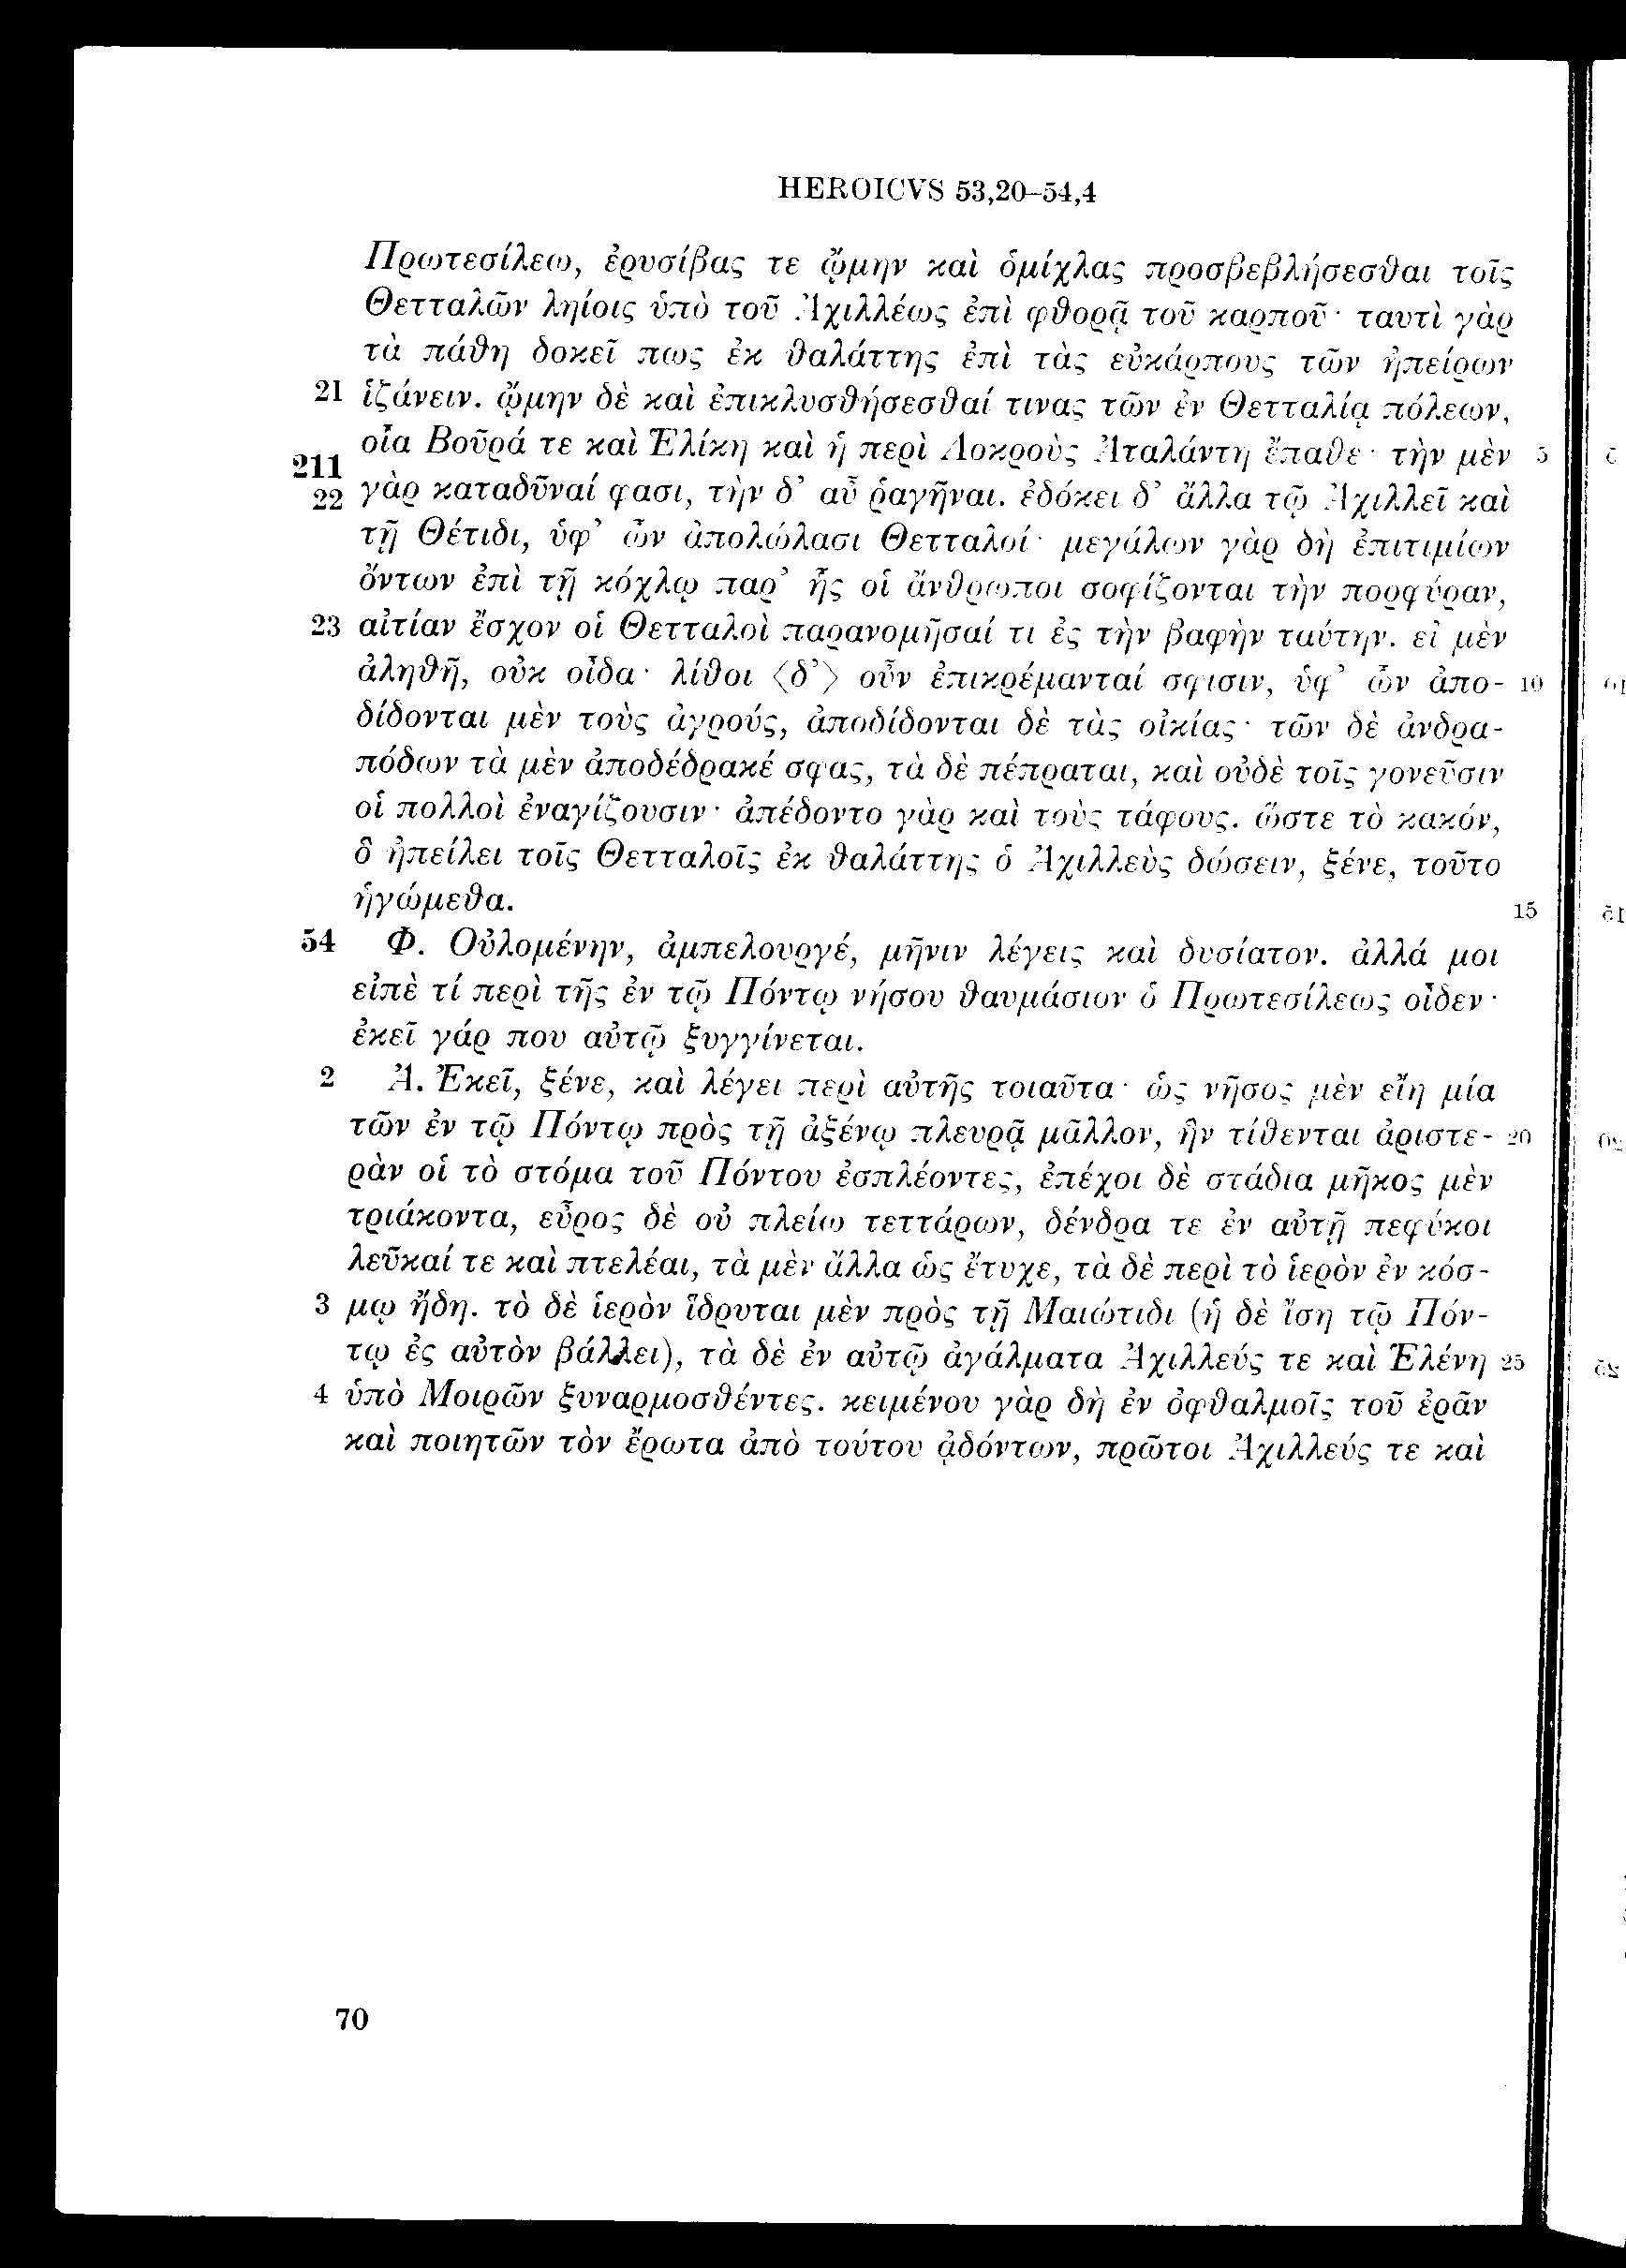 HEROICVS 53,20–54,4
Πρωτεσίλεω, ἐρυσίβας τε ᾤμην καὶ ὁμίχλας προσβεβλήσεσθαι τοῖς
Θετταλῶν ληίοις ὑπὸ τοῦ Ἀχιλλέως ἐπὶ φθορᾷ τοῦ καρποῦ· ταυτὶ γὰρ
τὰ πάθη δοκεῖ πως ἐκ θαλάττης ἐπὶ τὰς εὐκάρπους τῶν ἠπείρων
21 ἱζάνειν. ᾤμην δὲ καὶ ἐπικλυσθήσεσθαί τινας τῶν ἐν Θετταλίᾳ πόλεων,
οἷα Βοῦρά τε καὶ Ἑλίκη καὶ ἡ περὶ Λοκροὺς Ἀταλάντη ἔπαθε· τὴν μὲν 5
211
22 γὰρ καταδῦναί φασι, τὴν δ’ αὖ ῥαγῆναι. ἐδόκει δ’ ἄλλα τῷ Ἀχιλλεῖ καὶ
τῇ Θέτιδι, ὑφ’ ὧν ἀπολώλασι Θετταλοί· μεγάλων γὰρ δὴ ἐπιτιμίων
ὄντων ἐπὶ τῇ κόχλῳ παρ’ ἧς οἱ ἄνθρωποι σοφίζονται τὴν πορφύραν,
23 αἰτίαν ἔσχον οἱ Θετταλοὶ παρανομῆσαί τι ἐς τὴν βαφὴν ταύτην. εἰ μὲν
ἀληθῆ, οὐκ οἶδα· λίθοι ⟨δ’⟩ οὖν ἐπικρέμανταί σφισιν, ὑφ’ ὧν ἀπο- 10
δίδονται μὲν τοὺς ἀγρούς, ἀποδίδονται δὲ τὰς οἰκίας· τῶν δὲ ἀνδρα-
πόδων τὰ μὲν ἀποδέδρακέ σφας, τὰ δὲ πέπραται, καὶ οὐδὲ τοῖς γονεῦσιν
οἱ πολλοὶ ἐναγίζουσιν· ἀπέδοντο γὰρ καὶ τοὺς τάφους. ὥστε τὸ κακόν,
ὃ ἠπείλει τοῖς Θετταλοῖς ἐκ θαλάττης ὁ Ἀχιλλεὺς δώσειν, ξένε, τοῦτο
ἡγώμεθα. 15
54 Φ. Οὐλομένην, ἀμπελουργέ, μῆνιν λέγεις καὶ δυσίατον. ἀλλά μοι
εἰπὲ τί περὶ τῆς ἐν τῷ Πόντῳ νήσου θαυμάσιον ὁ Πρωτεσίλεως οἶδεν·
ἐκεῖ γάρ που αὐτῷ ξυγγίνεται.
2 Ἀ. Ἐκεῖ, ξένε, καὶ λέγει περὶ αὐτῆς τοιαῦτα· ὡς νῆσος μὲν εἴη μία
τῶν ἐν τῷ Πόντῳ πρὸς τῇ ἀξένῳ πλευρᾷ μᾶλλον, ἣν τίθενται ἀριστε- 20
ρὰν οἱ τὸ στόμα τοῦ Πόντου ἐσπλέοντες, ἐπέχοι δὲ στάδια μῆκος μὲν
τριάκοντα, εὖρος δὲ οὐ πλείω τεττάρων, δένδρα τε ἐν αὐτῇ πεφύκοι
λεῦκαί τε καὶ πτελέαι, τὰ μὲν ἄλλα ὡς ἔτυχε, τὰ δὲ περὶ τὸ ἱερὸν ἐν κόσ-
3 μῳ ἤδη. τὸ δὲ ἱερὸν ἵδρυται μὲν πρὸς τῇ Μαιώτιδι (ἡ δὲ ἴση τῷ Πόν-
τῳ ἐς αὐτὸν βάλλει), τὰ δὲ ἐν αὐτῷ ἀγάλματα Ἀχιλλεύς τε καὶ Ἑλένη 25
4 ὑπὸ Μοιρῶν ξυναρμοσθέντες. κειμένου γὰρ δὴ ἐν ὀφθαλμοῖς τοῦ ἐρᾶν
καὶ ποιητῶν τὸν ἔρωτα ἀπὸ τούτου ᾀδόντων, πρῶτοι Ἀχιλλεύς τε καὶ
70